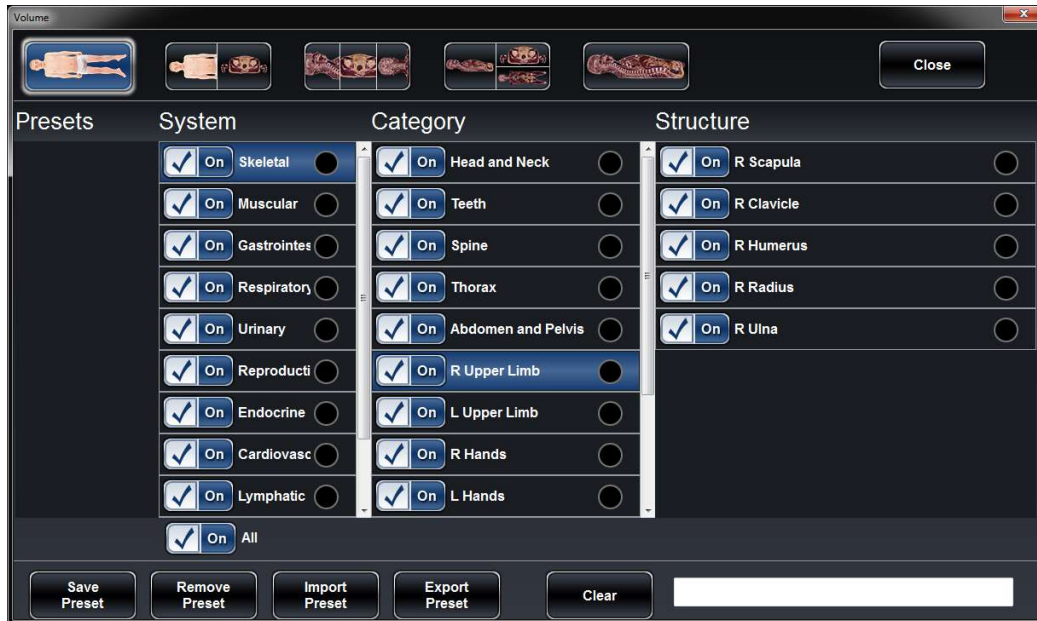 Volume
Close
Presets System Category Structure
On Skeletal On Head and Neck On R Scapula
On Muscular On Teeth On R Clavicle
On Gastrointes On Spine On R Humerus
On Respiratory On Thorax On R Radius
On Urinary On Abdomen and Pelvis On R Ulna
On Reproducti On R Upper Limb
On Endocrine On L Upper Limb
On Cardiovasc On R Hands
On Lymphatic On L Hands
On All
Save Preset Remove Preset Import Preset Export Preset Clear